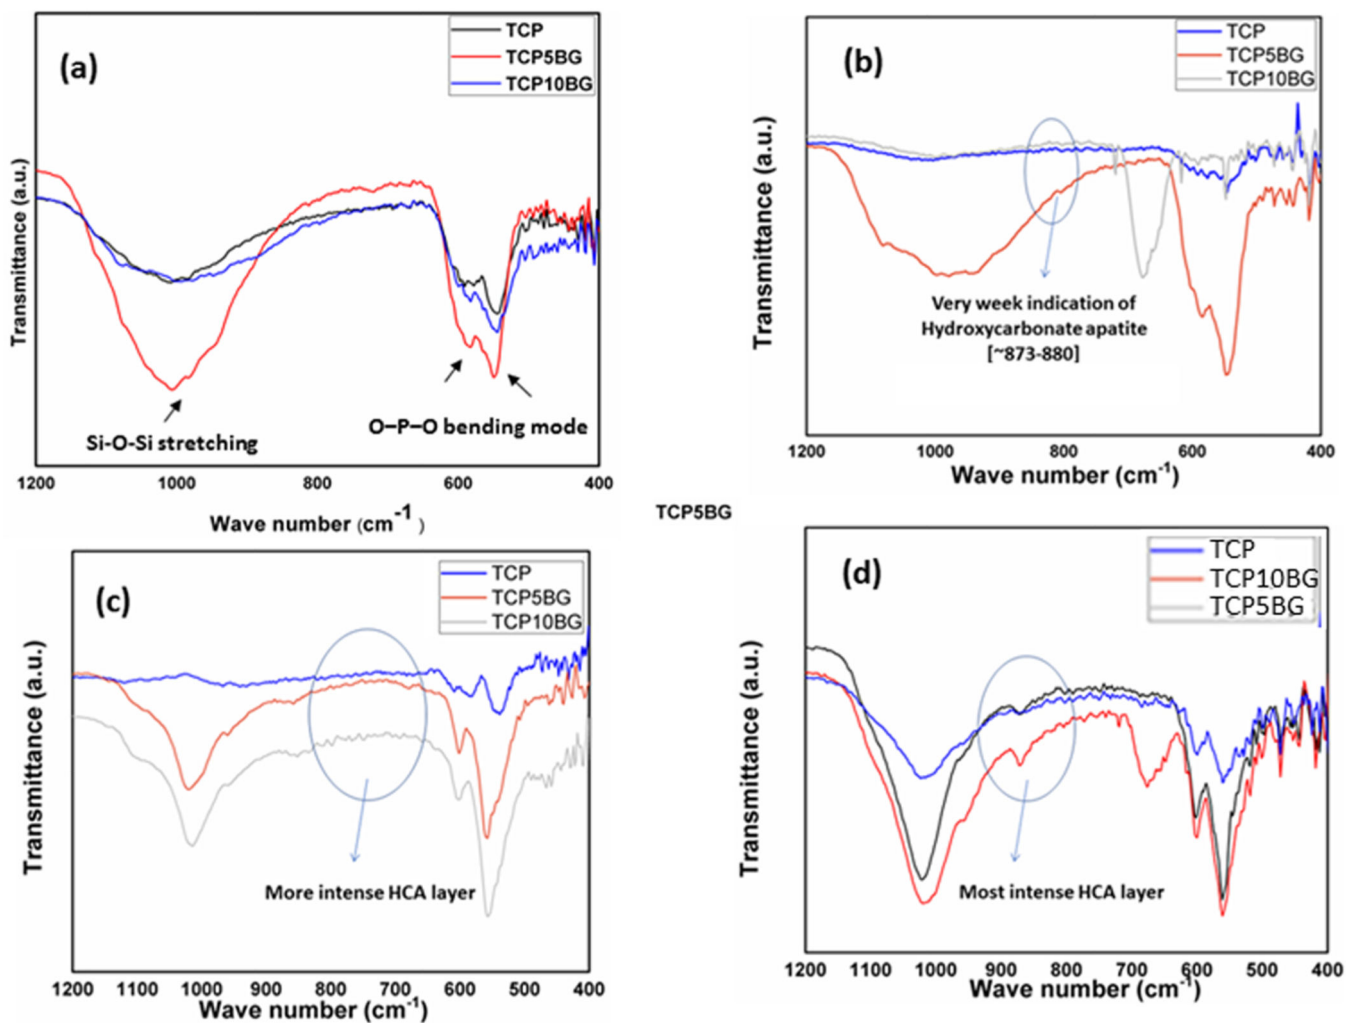 (a)
TCP
TCP5BG
TCP10BG
Transmittance (a.u.)
Si-O-Si stretching
O–P–O bending mode
1200 1000 800 600 400
Wave number (cm-1 )
(b)
TCP
TCP5BG
TCP10BG
Transmittance (a.u.)
Very week indication of
Hydroxycarbonate apatite
[~873-880]
1200 1000 800 600 400
Wave number (cm-1)
TCP5BG
(c)
TCP
TCP5BG
TCP10BG
Transmittance (a.u.)
More intense HCA layer
1200 1100 1000 900 800 700 600 500 400
Wave number (cm-1)
(d)
TCP
TCP10BG
TCP5BG
Transmittance (a.u.)
Most intense HCA layer
1200 1100 1000 900 800 700 600 500 400
Wave number (cm-1)